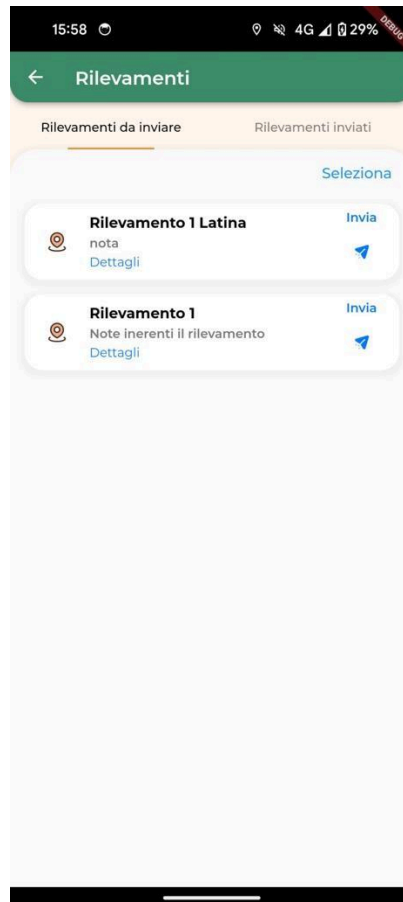 15:58 4G 29%
DEBUG
Rilevamenti
Rilevamenti da inviare Rilevamenti inviati
Seleziona
Rilevamento 1 Latina Invia
nota
Dettagli
Rilevamento 1 Invia
Note inerenti il rilevamento
Dettagli